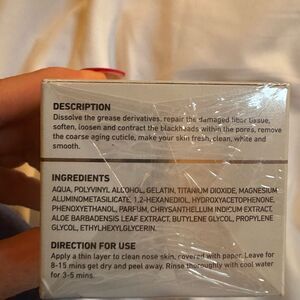 DESCRIPTION
Dissolve the grease derivatives, repair the damaged fiber tissue,
soften, loosen and contract the blackheads within the pores, remove
the coarse aging cuticle, make your skin fresh, clean, white and
smooth.
INGREDIENTS
AQUA, POLYVINYL ALCOHOL, GELATIN, TITANIUM DIOXIDE, MAGNESIUM
ALUMINOMETASILICATE, 1,2-HEXANEDIOL, HYDROXYACETOPHENONE,
PHENOXYETHANOL, PARFUM, CHRYSANTHELLUM INDICUM EXTRACT,
ALOE BARBADENSIS LEAF EXTRACT, BUTYLENE GLYCOL, PROPYLENE
GLYCOL, ETHYLHEXYLGLYCERIN.
DIRECTION FOR USE
Apply a thin layer to clean nose skin, covered with paper. Leave for
8-15 mins get dry and peel away. Rinse thoroughly with cool water
for 3-5 mins.